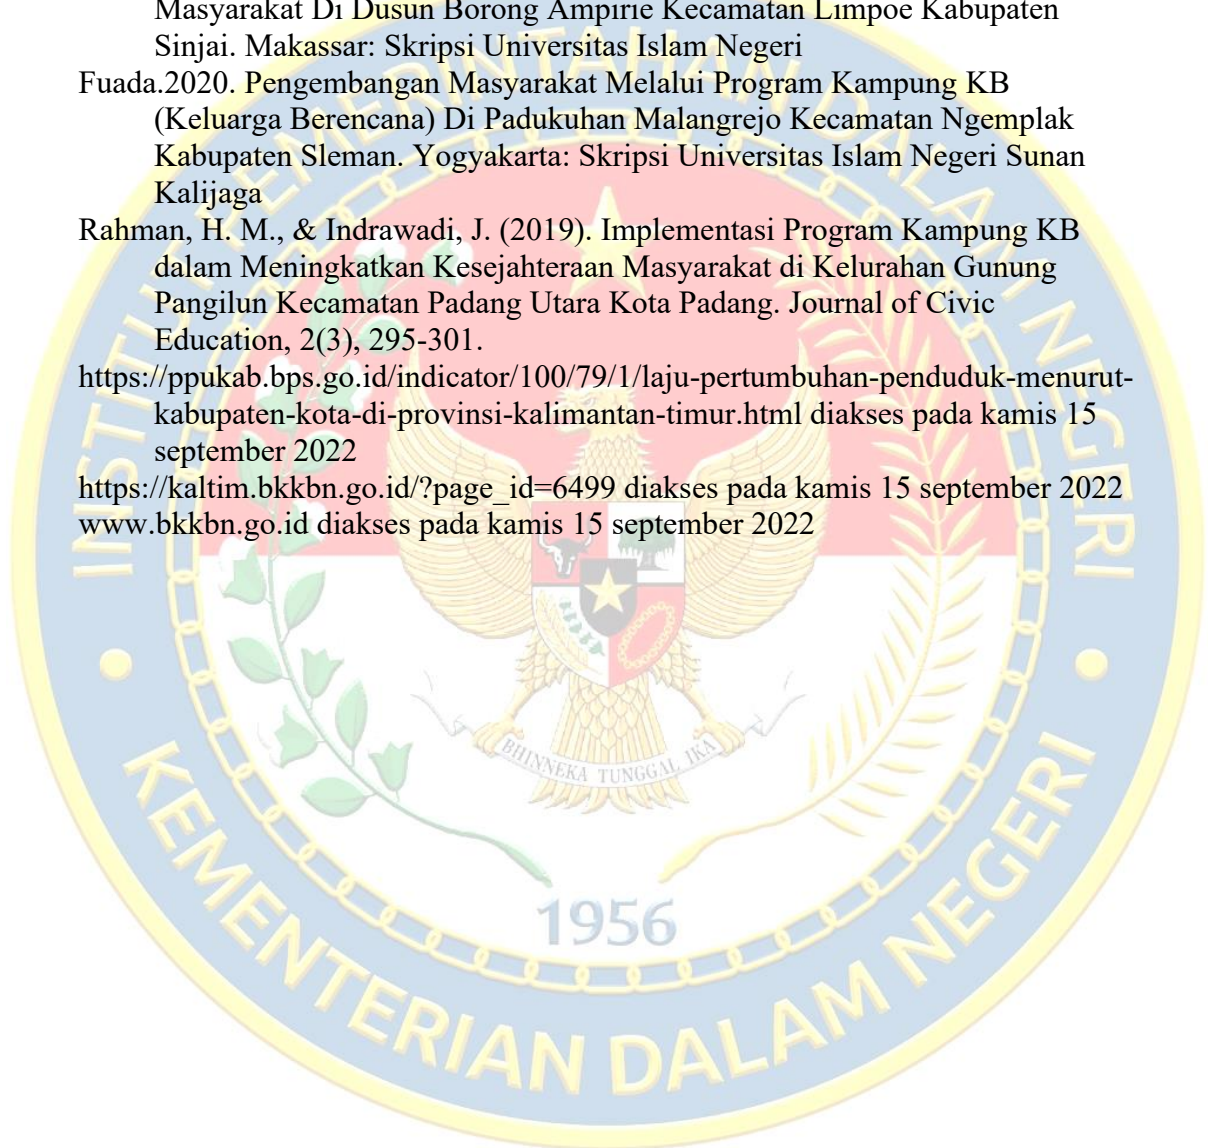 Masyarakat Di Dusun Borong Ampirie Kecamatan Limpoe Kabupaten
Sinjai. Makassar: Skripsi Universitas Islam Negeri
Fuada.2020. Pengembangan Masyarakat Melalui Program Kampung KB
(Keluarga Berencana) Di Padukuhan Malangrejo Kecamatan Ngemplak
Kabupaten Sleman. Yogyakarta: Skripsi Universitas Islam Negeri Sunan
Kalijaga
Rahman, H. M., & Indrawadi, J. (2019). Implementasi Program Kampung KB
dalam Meningkatkan Kesejahteraan Masyarakat di Kelurahan Gunung
Pangilun Kecamatan Padang Utara Kota Padang. Journal of Civic
Education, 2(3), 295-301.
https://ppukab.bps.go.id/indicator/100/79/1/laju-pertumbuhan-penduduk-menurut-
kabupaten-kota-di-provinsi-kalimantan-timur.html diakses pada kamis 15
september 2022
https://kaltim.bkkbn.go.id/?page_id=6499 diakses pada kamis 15 september 2022
www.bkkbn.go.id diakses pada kamis 15 september 2022
INSTITUT PEMERINTAHAN DALAM NEGERI
BHINNEKA TUNGGAL IKA
1956
KEMENTERIAN DALAM NEGERI